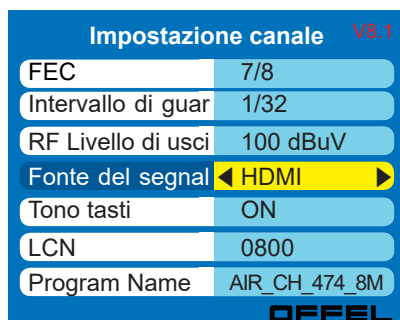 Impostazione canale V8.1
FEC 7/8
Intervallo di guar 1/32
RF Livello di usci 100 dBuV
Fonte del segnal HDMI
Tono tasti ON
LCN 0800
Program Name AIR_CH_474_8M
OFFEL